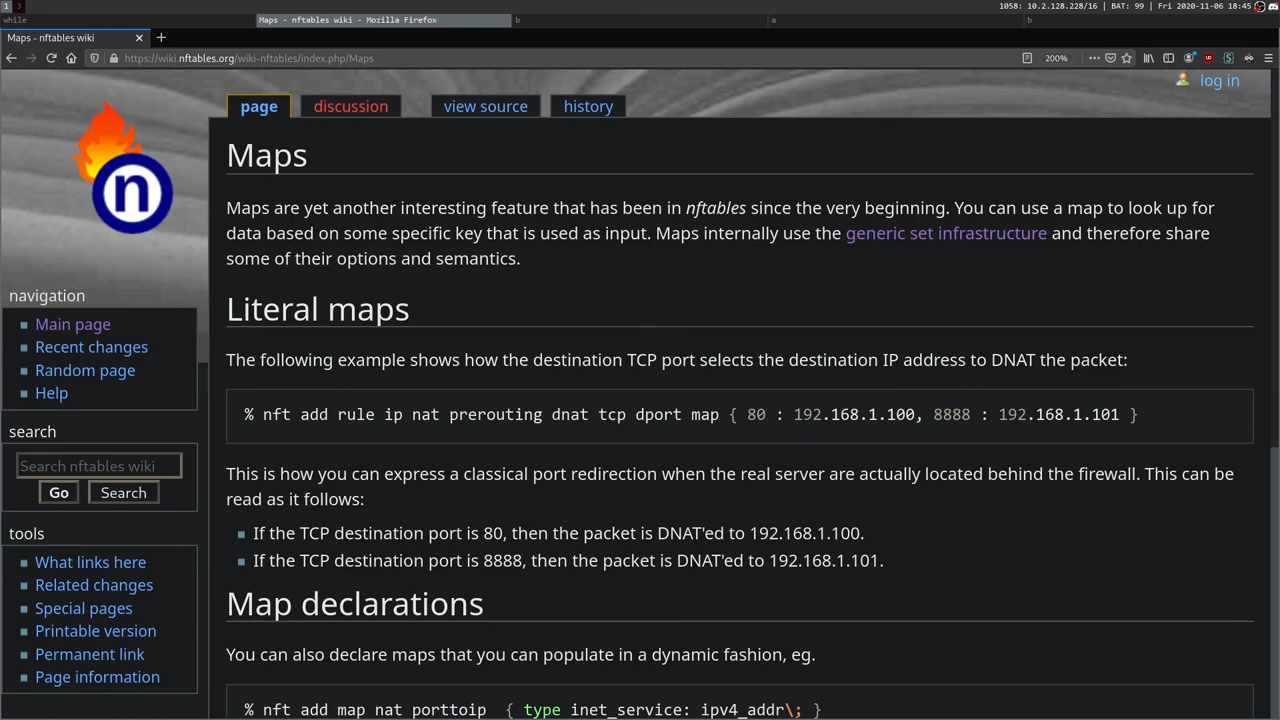 1 3 1058: 10.2.128.228/16 | BAT: 99 | Fri 2020-11-06 18:45
while Maps - nftables wiki - Mozilla Firefox b a b
Maps - nftables wiki
https://wiki.nftables.org/wiki-nftables/index.php/Maps 200%
log in
page discussion view source history
n
Maps
Maps are yet another interesting feature that has been in nftables since the very beginning. You can use a map to look up for
data based on some specific key that is used as input. Maps internally use the generic set infrastructure and therefore share
some of their options and semantics.
navigation
Main page
Recent changes
Random page
Help
search
Search nftables wiki
Go Search
tools
What links here
Related changes
Special pages
Printable version
Permanent link
Page information
Literal maps
The following example shows how the destination TCP port selects the destination IP address to DNAT the packet:
% nft add rule ip nat prerouting dnat tcp dport map { 80 : 192.168.1.100, 8888 : 192.168.1.101 }
This is how you can express a classical port redirection when the real server are actually located behind the firewall. This can be
read as it follows:
If the TCP destination port is 80, then the packet is DNAT'ed to 192.168.1.100.
If the TCP destination port is 8888, then the packet is DNAT'ed to 192.168.1.101.
Map declarations
You can also declare maps that you can populate in a dynamic fashion, eg.
% nft add map nat porttoip { type inet_service: ipv4_addr\; }